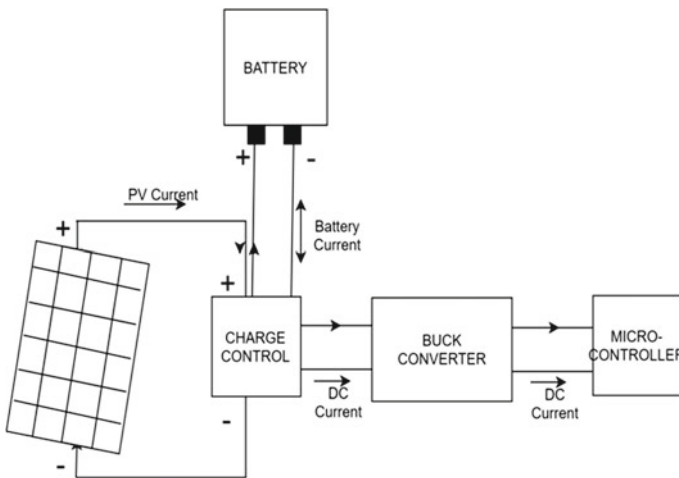 BATTERY
+
-
PV Current
+
Battery
Current
+
CHARGE
CONTROL
BUCK
CONVERTER
MICRO-
CONTROLLER
DC
Current
DC
Current
-
-